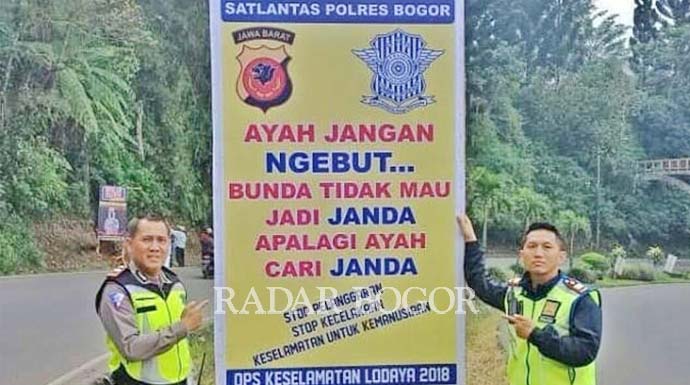 SATLANTAS POLRES BOGOR
JAWA BARAT
AYAH JANGAN
NGEBUT...
BUNDA TIDAK MAU
JADI JANDA
APALAGI AYAH
CARI JANDA
RADAR BOGOR
STOP PELANGGARAN
STOP KECELAKAAN
KESELAMATAN UNTUK KEMANUSIAAN
OPS KESELAMATAN LODAYA 2018